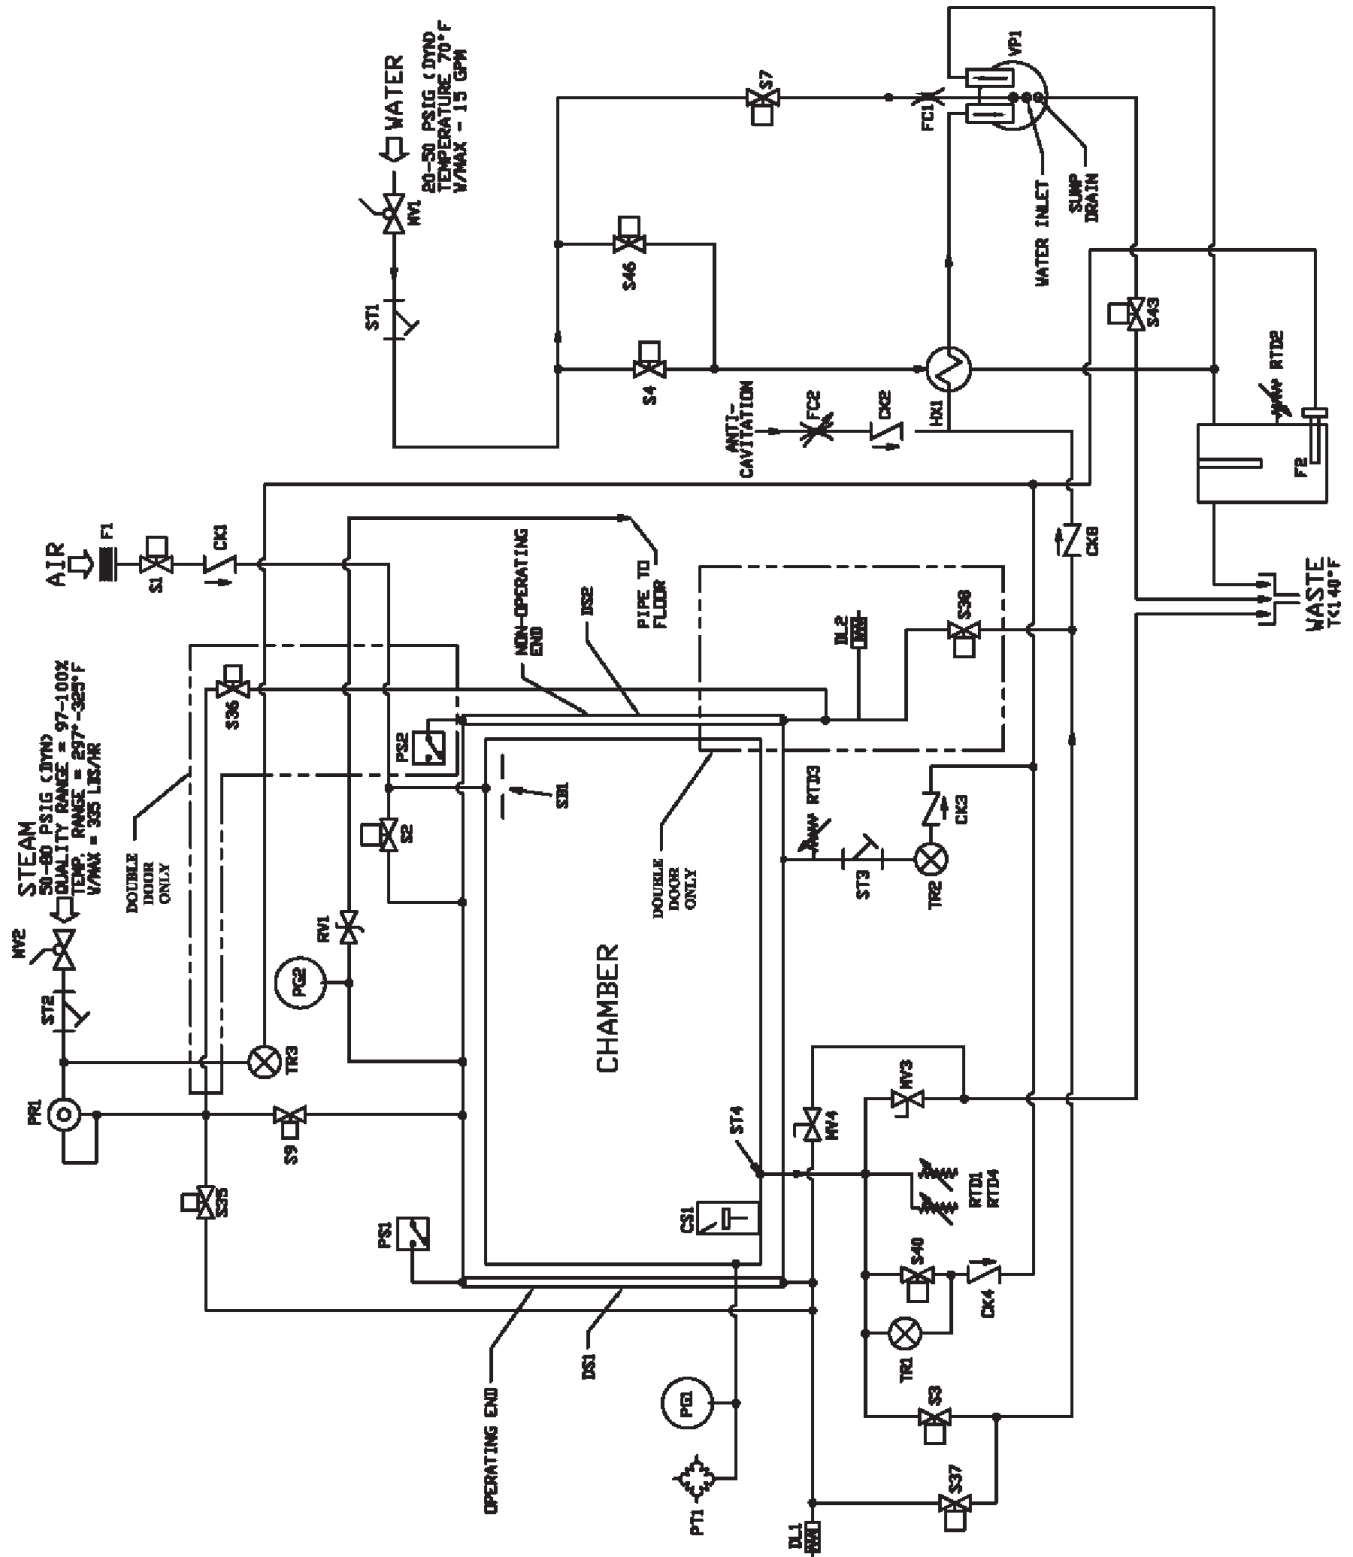 STEAM
50-80 PSIG (DYN)
QUALITY RANGE = 97-100%
TEMP. RANGE = 297°-325°F
V/MAX = 335 LBS/HR
AIR
F1
S1
CK1
WATER
20-50 PSIG (DYN)
TEMPERATURE 70°F
V/MAX - 15 GPM
MV1
ST1
MV2
ST2
PR1
TR3
S9
S35
S36
DOUBLE
DOOR
ONLY
PS2
PS1
PG2
RV1
S2
SB1
NON-OPERATING
END
DS2
PIPE TO
FLOOR
S46
S4
S7
FC1
VP1
WATER INLET
SUMP
DRAIN
ANTI-
CAVITATION
FC2
CK2
HX1
S43
RTD2
F2
CK8
WASTE
T<140°F
CHAMBER
DOUBLE
DOOR
ONLY
DL2
S38
RTD3
ST3
TR2
CK3
ST4
CS1
MV4
MV3
RTD1
RTD4
S40
CK4
TR1
S3
S37
DL1
OPERATING END
DS1
PG1
PT1